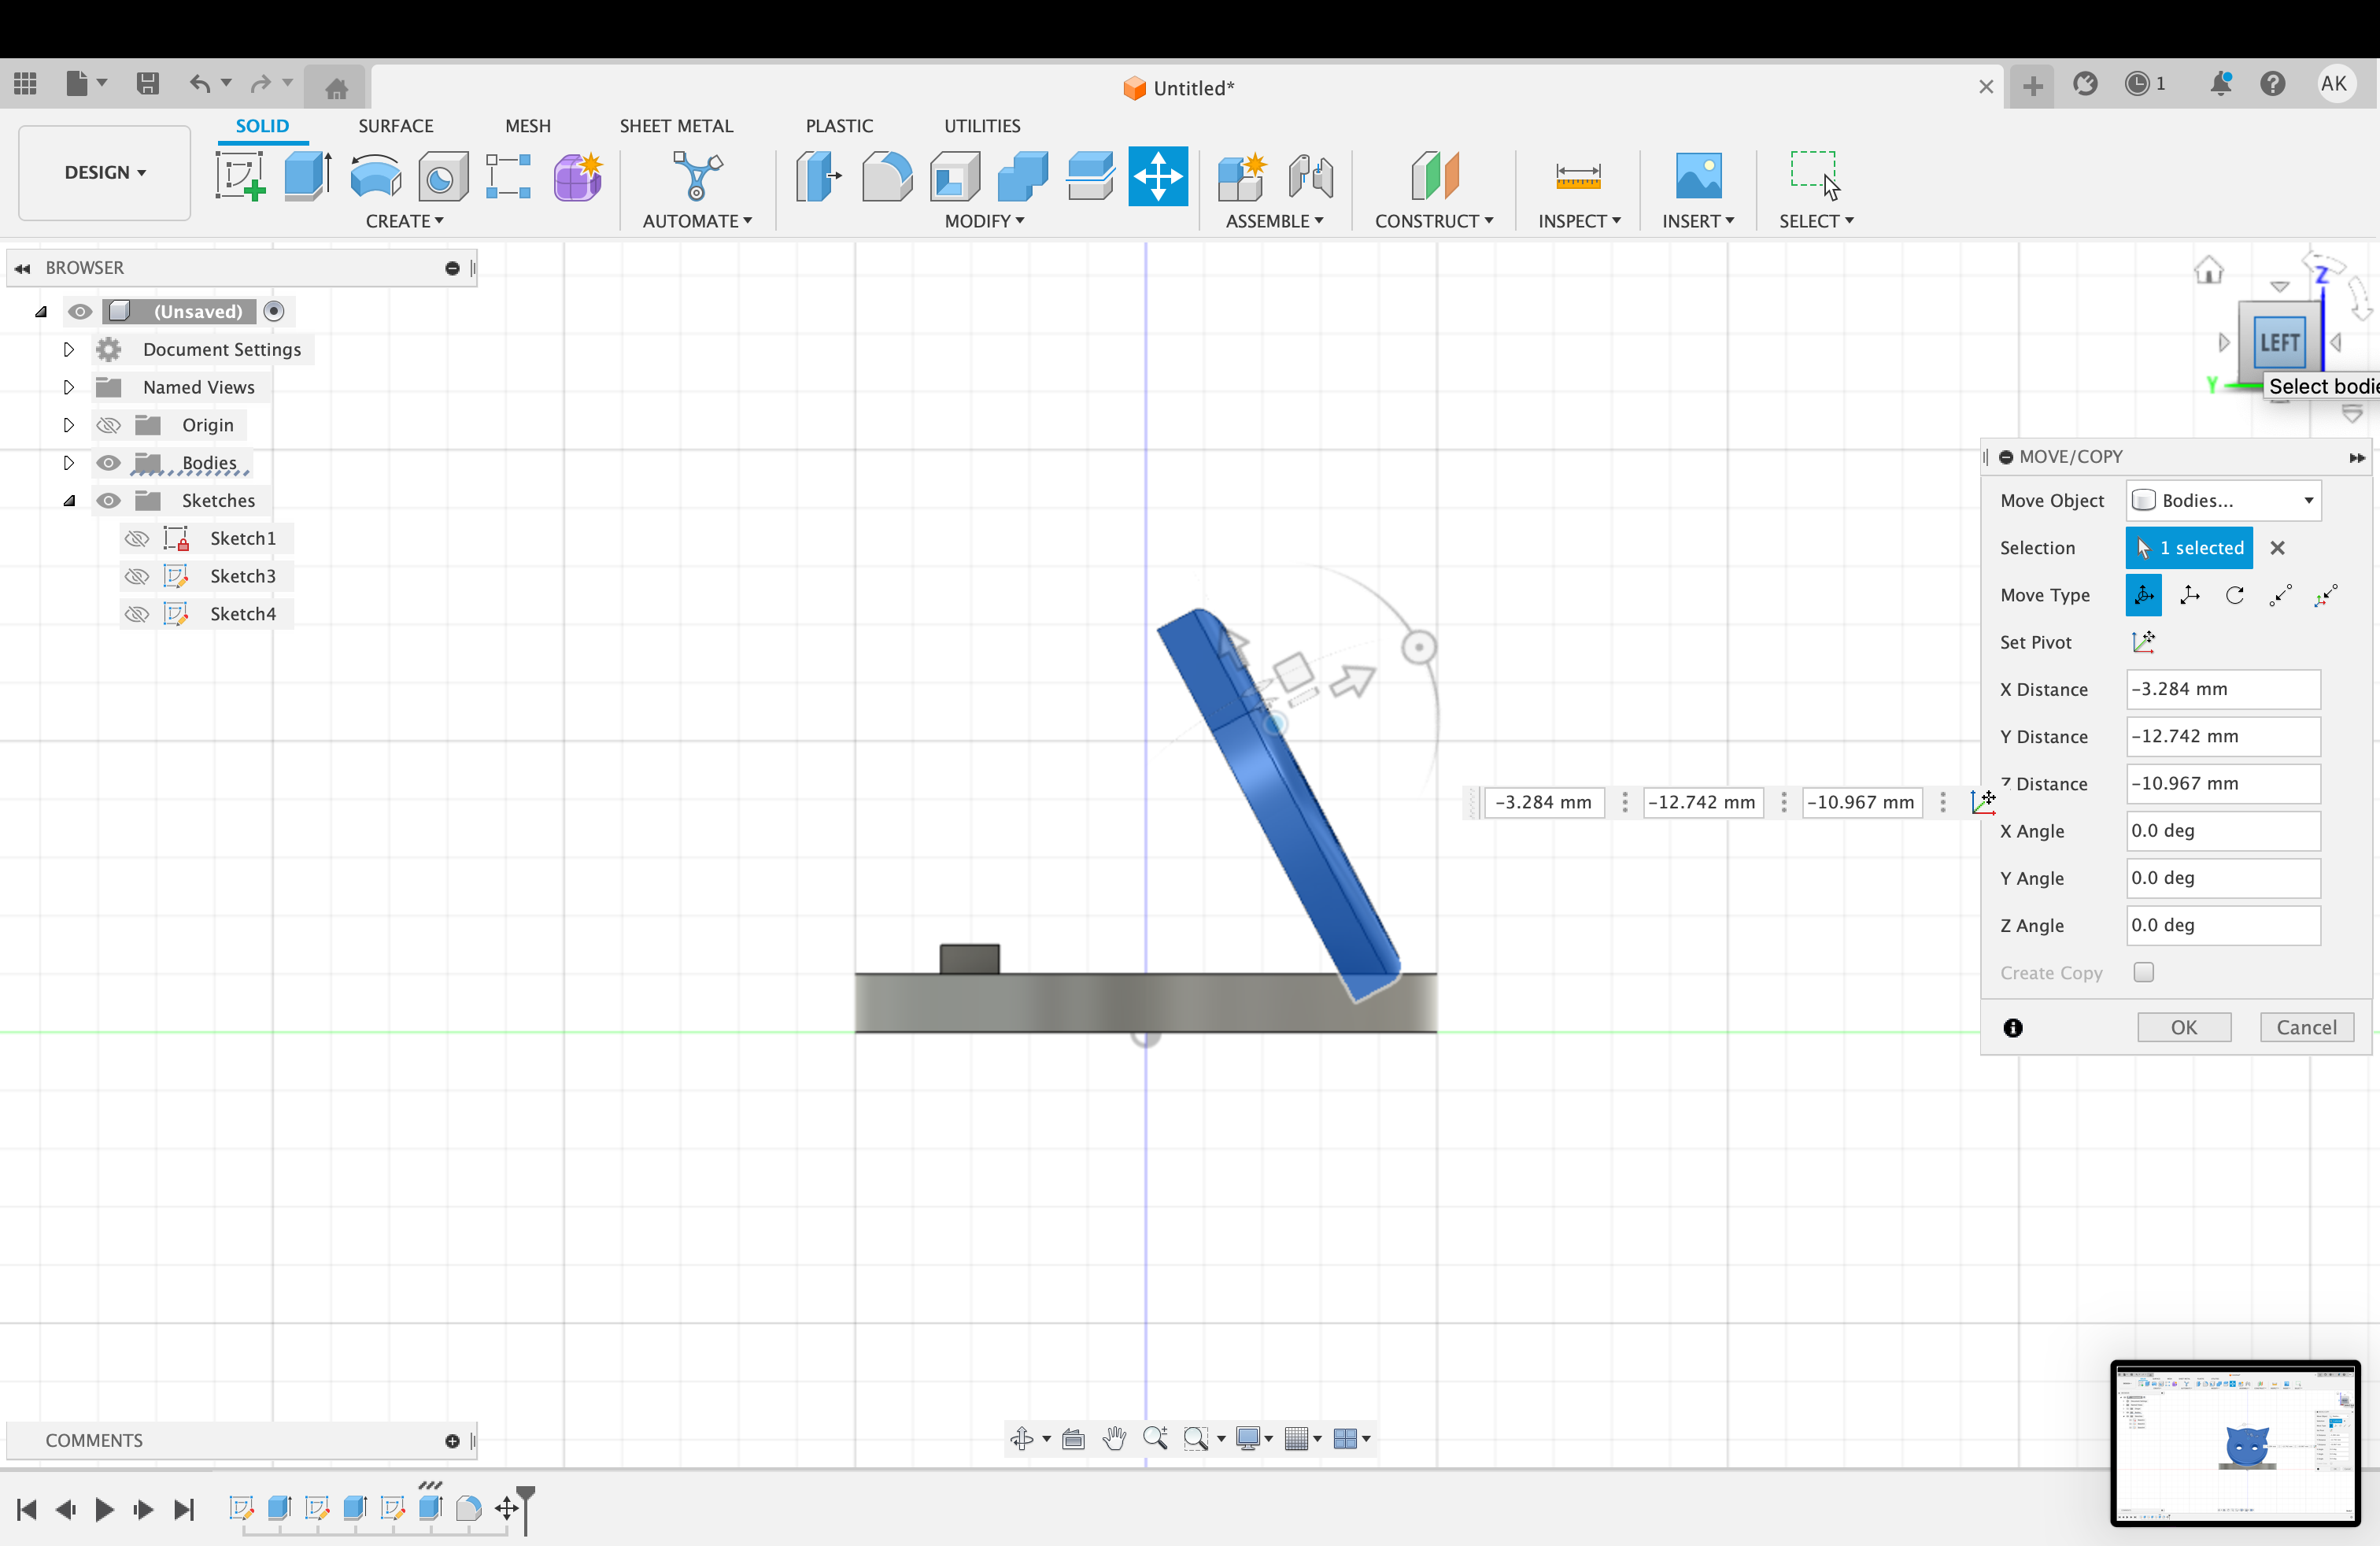 Untitled*
1
AK
SOLID SURFACE MESH SHEET METAL PLASTIC UTILITIES
DESIGN
CREATE AUTOMATE MODIFY ASSEMBLE CONSTRUCT INSPECT INSERT SELECT
BROWSER
(Unsaved)
Document Settings
Named Views
Origin
Bodies
Sketches
Sketch1
Sketch3
Sketch4
Z
LEFT
Y
Select bodie
MOVE/COPY
Move Object Bodies...
Selection 1 selected
Move Type
Set Pivot
X Distance -3.284 mm
Y Distance -12.742 mm
Z Distance -10.967 mm
-3.284 mm -12.742 mm -10.967 mm
X Angle 0.0 deg
Y Angle 0.0 deg
Z Angle 0.0 deg
Create Copy
OK Cancel
COMMENTS